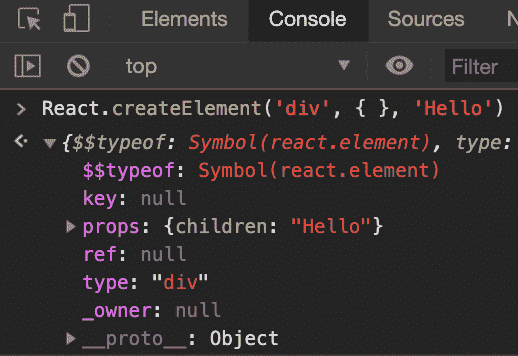 Elements Console Sources
top Filter
> React.createElement('div', { }, 'Hello')
{$$typeof: Symbol(react.element), type:
$$typeof: Symbol(react.element)
key: null
props: {children: "Hello"}
ref: null
type: "div"
_owner: null
__proto__: Object